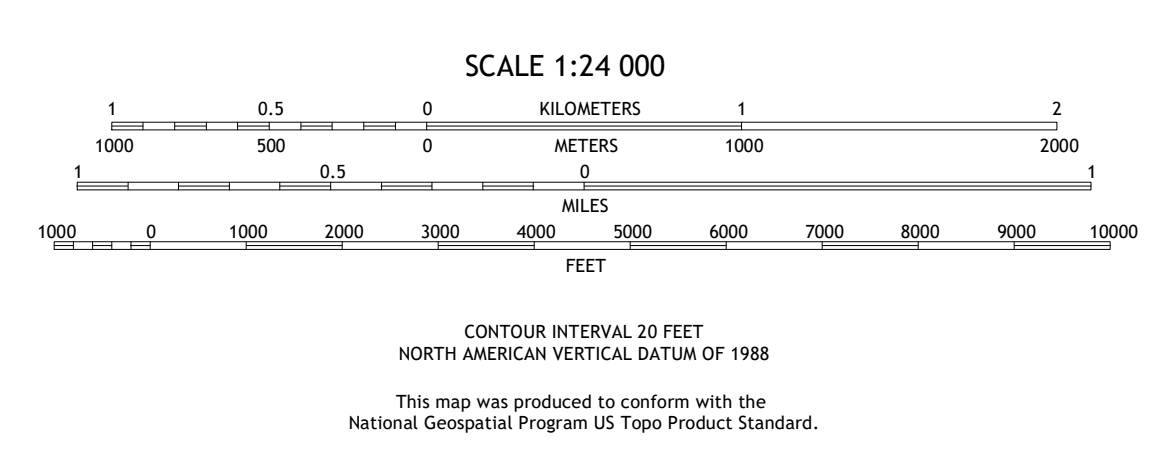 SCALE 1:24 000
1 0.5 0 KILOMETERS 1 2
1000 500 0 METERS 1000 2000
1 0.5 0 1
MILES
1000 0 1000 2000 3000 4000 5000 6000 7000 8000 9000 10000
FEET
CONTOUR INTERVAL 20 FEET
NORTH AMERICAN VERTICAL DATUM OF 1988
This map was produced to conform with the
National Geospatial Program US Topo Product Standard.